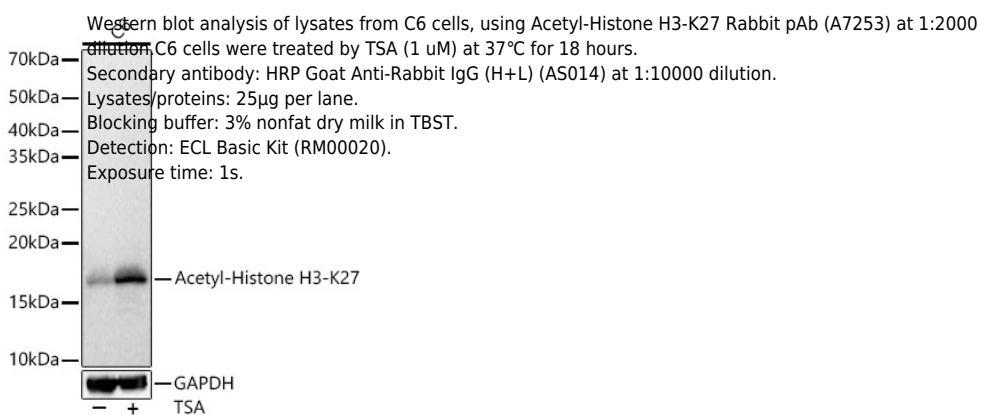 Western blot analysis of lysates from C6 cells, using Acetyl-Histone H3-K27 Rabbit pAb (A7253) at 1:2000
dilution.C6 cells were treated by TSA (1 uM) at 37℃ for 18 hours.
Secondary antibody: HRP Goat Anti-Rabbit IgG (H+L) (AS014) at 1:10000 dilution.
Lysates/proteins: 25μg per lane.
Blocking buffer: 3% nonfat dry milk in TBST.
Detection: ECL Basic Kit (RM00020).
Exposure time: 1s.
C6
70kDa
50kDa
40kDa
35kDa
25kDa
20kDa
Acetyl-Histone H3-K27
15kDa
10kDa
GAPDH
− + TSA